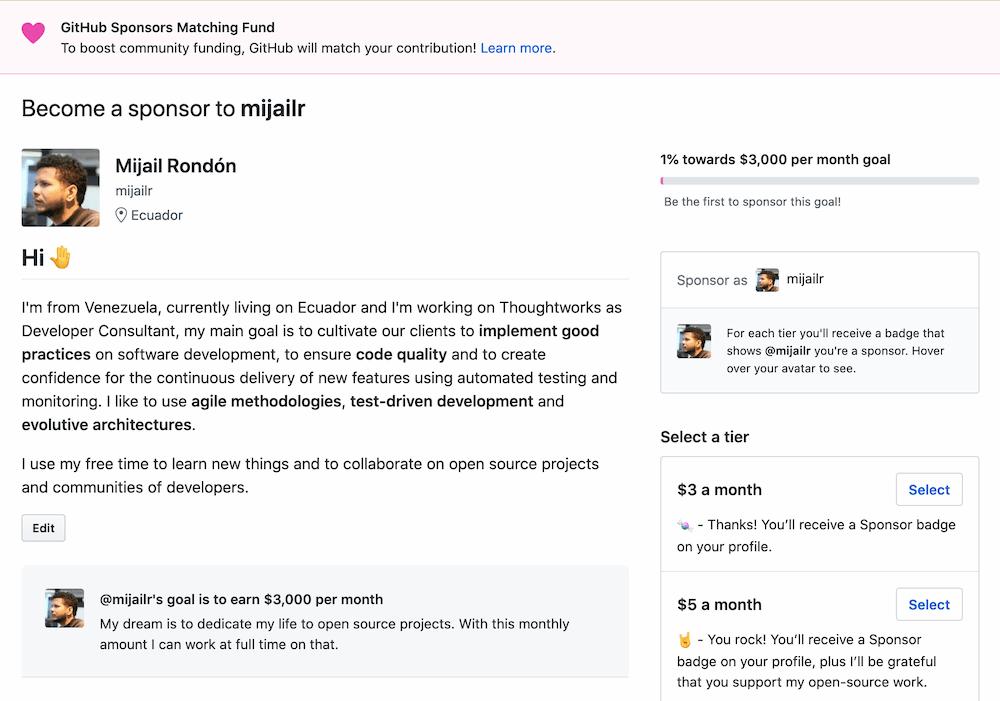 GitHub Sponsors Matching Fund
To boost community funding, GitHub will match your contribution! Learn more.
Become a sponsor to mijailr
Mijail Rondón
mijailr
Ecuador
Hi 🤚
I'm from Venezuela, currently living on Ecuador and I'm working on Thoughtworks as
Developer Consultant, my main goal is to cultivate our clients to implement good
practices on software development, to ensure code quality and to create
confidence for the continuous delivery of new features using automated testing and
monitoring. I like to use agile methodologies, test-driven development and
evolutive architectures.
I use my free time to learn new things and to collaborate on open source projects
and communities of developers.
Edit
@mijailr's goal is to earn $3,000 per month
My dream is to dedicate my life to open source projects. With this monthly
amount I can work at full time on that.
1% towards $3,000 per month goal
Be the first to sponsor this goal!
Sponsor as mijailr
For each tier you'll receive a badge that
shows @mijailr you're a sponsor. Hover
over your avatar to see.
Select a tier
$3 a month
Select
🍬 - Thanks! You’ll receive a Sponsor badge
on your profile.
$5 a month
Select
🤘 - You rock! You’ll receive a Sponsor
badge on your profile, plus I’ll be grateful
that you support my open-source work.